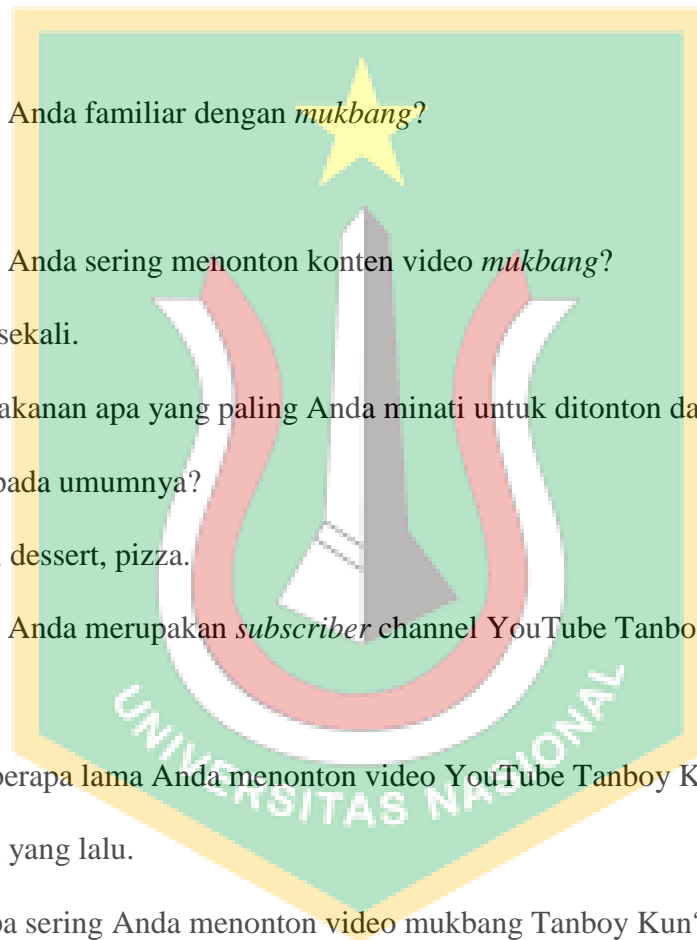 Anda familiar dengan mukbang?
Anda sering menonton konten video mukbang?
sekali.
akanan apa yang paling Anda minati untuk ditonton da
pada umumnya?
dessert, pizza.
Anda merupakan subscriber channel YouTube Tanbo
berapa lama Anda menonton video YouTube Tanboy K
yang lalu.
pa sering Anda menonton video mukbang Tanboy Kun‘
UNIVERSITAS NASIONAL